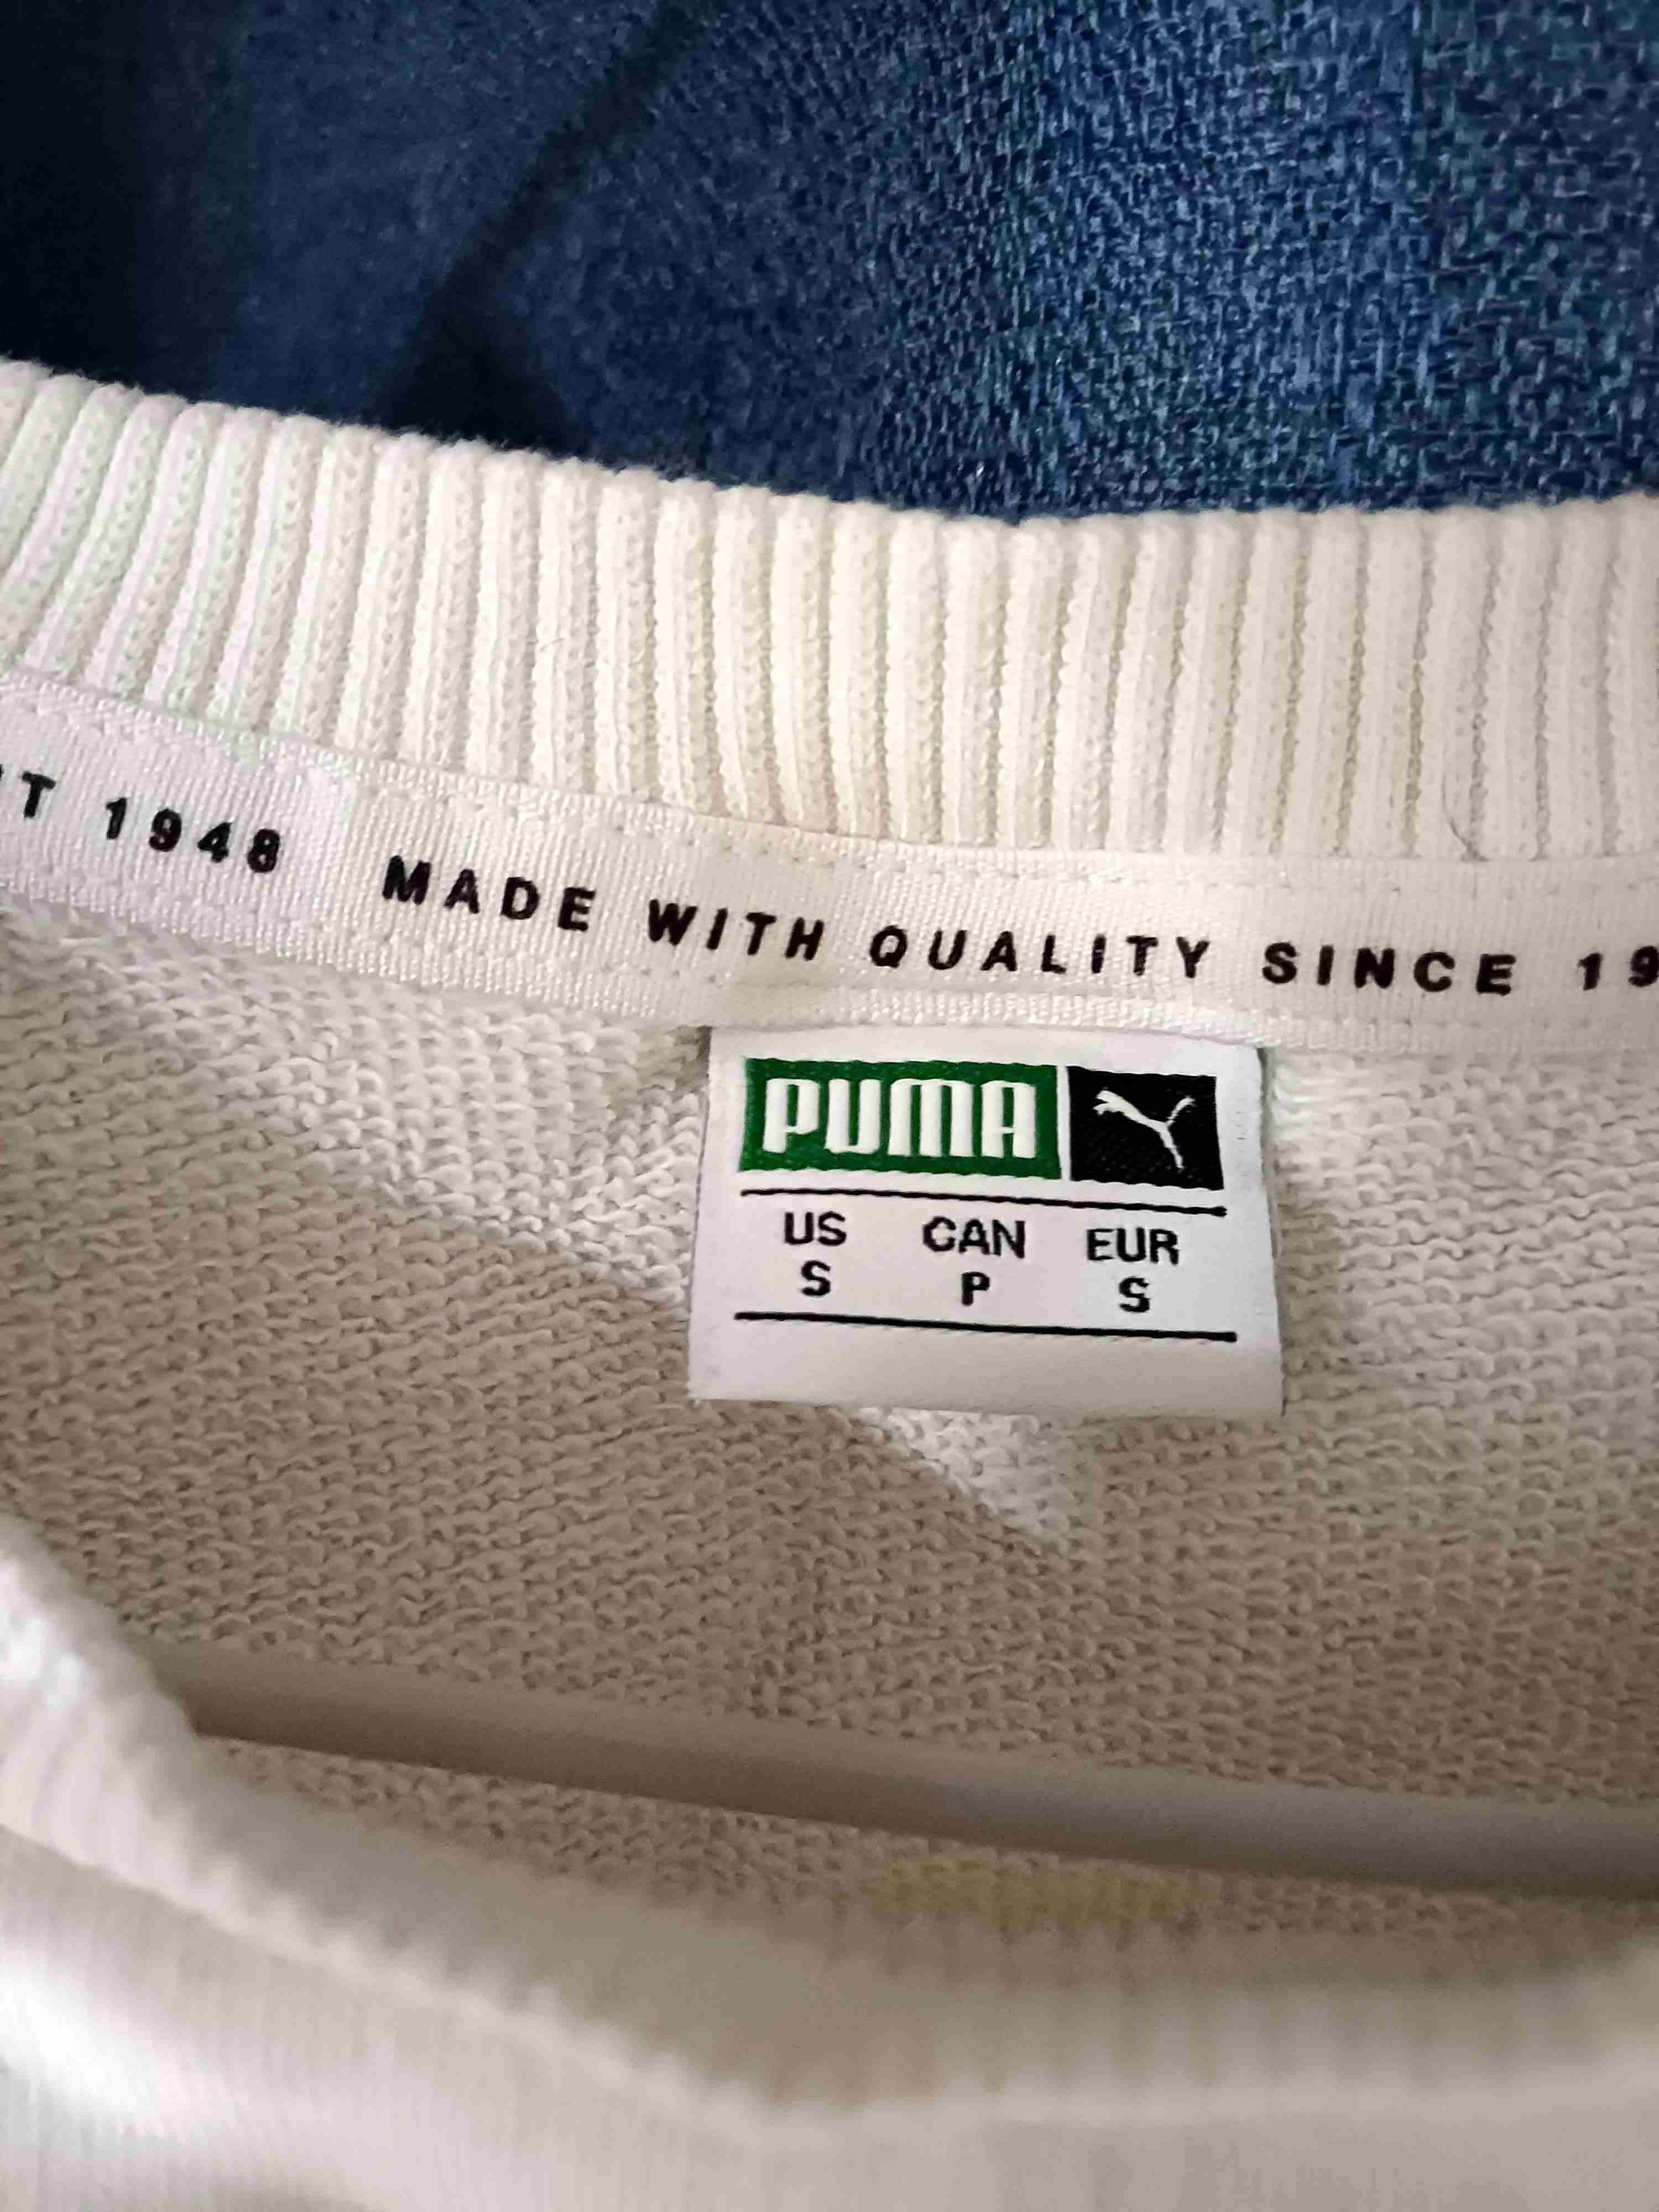 T 1948 MADE WITH QUALITY SINCE 19
PUMA
US CAN EUR
S P S